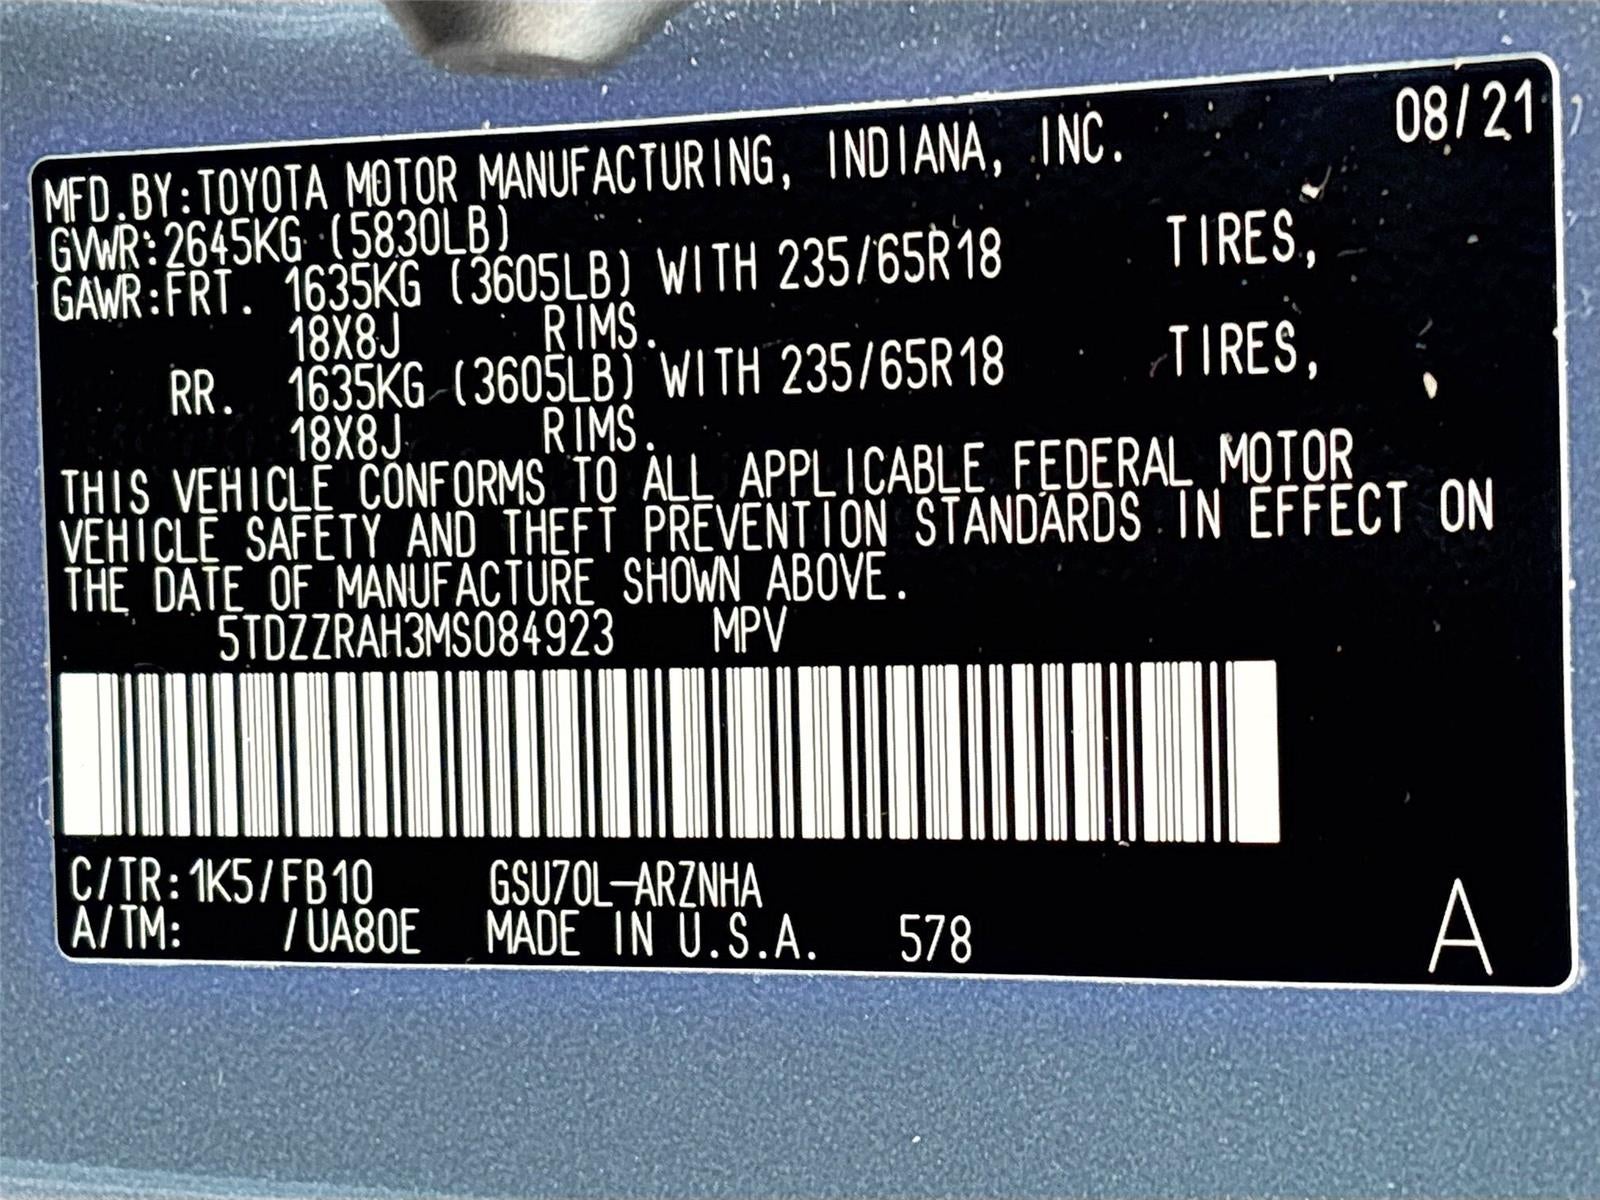 08/21
MFD.BY:TOYOTA MOTOR MANUFACTURING, INDIANA, INC.
GVWR:2645KG (5830LB)
GAWR:FRT. 1635KG (3605LB) WITH 235/65R18 TIRES,
18X8J RIMS.
RR. 1635KG (3605LB) WITH 235/65R18 TIRES,
18X8J RIMS.
THIS VEHICLE CONFORMS TO ALL APPLICABLE FEDERAL MOTOR
VEHICLE SAFETY AND THEFT PREVENTION STANDARDS IN EFFECT ON
THE DATE OF MANUFACTURE SHOWN ABOVE.
5TDZZRAH3MS084923 MPV
C/TR:1K5/FB10 GSU70L-ARZNHA
A/TM: /UA80E MADE IN U.S.A. 578 A